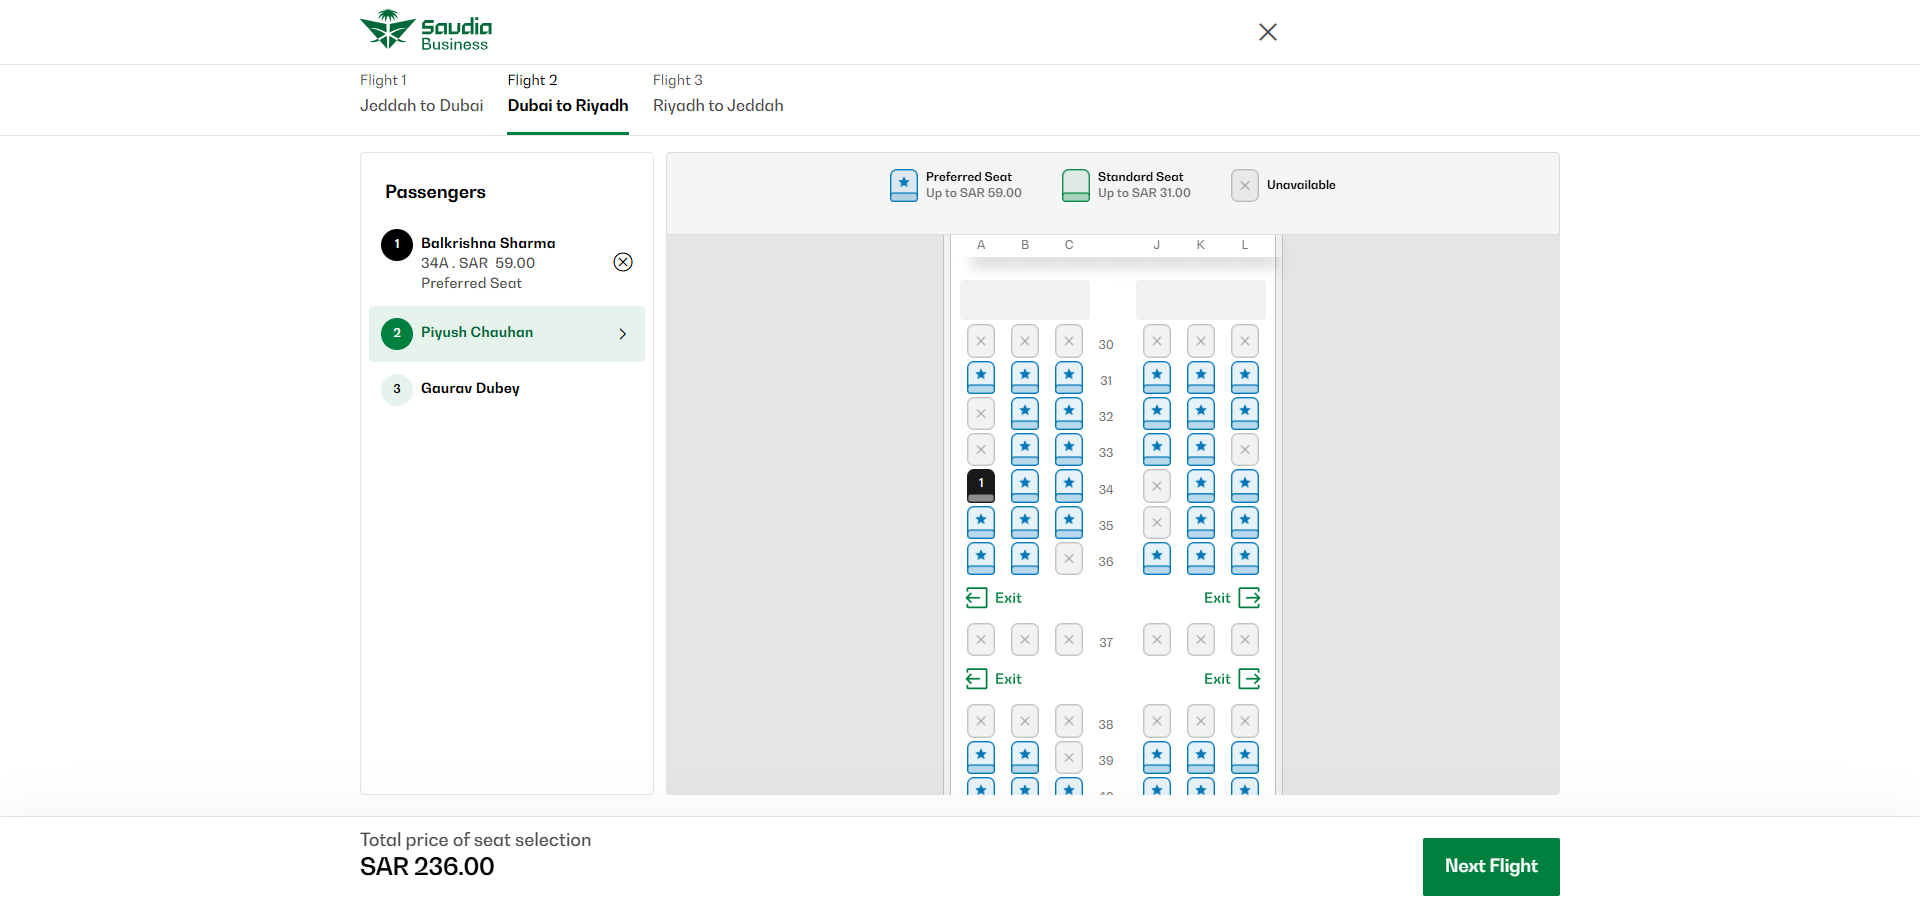 Saudia
Business
Flight 1
Jeddah to Dubai
Flight 2
Dubai to Riyadh
Flight 3
Riyadh to Jeddah
Passengers
1
Balkrishna Sharma
34A . SAR 59.00
Preferred Seat
2
Piyush Chauhan
3
Gaurav Dubey
Preferred Seat
Up to SAR 59.00
Standard Seat
Up to SAR 31.00
Unavailable
A B C J K L
30
31
32
33
1 34
35
36
Exit Exit
37
Exit Exit
38
39
Total price of seat selection
SAR 236.00
Next Flight